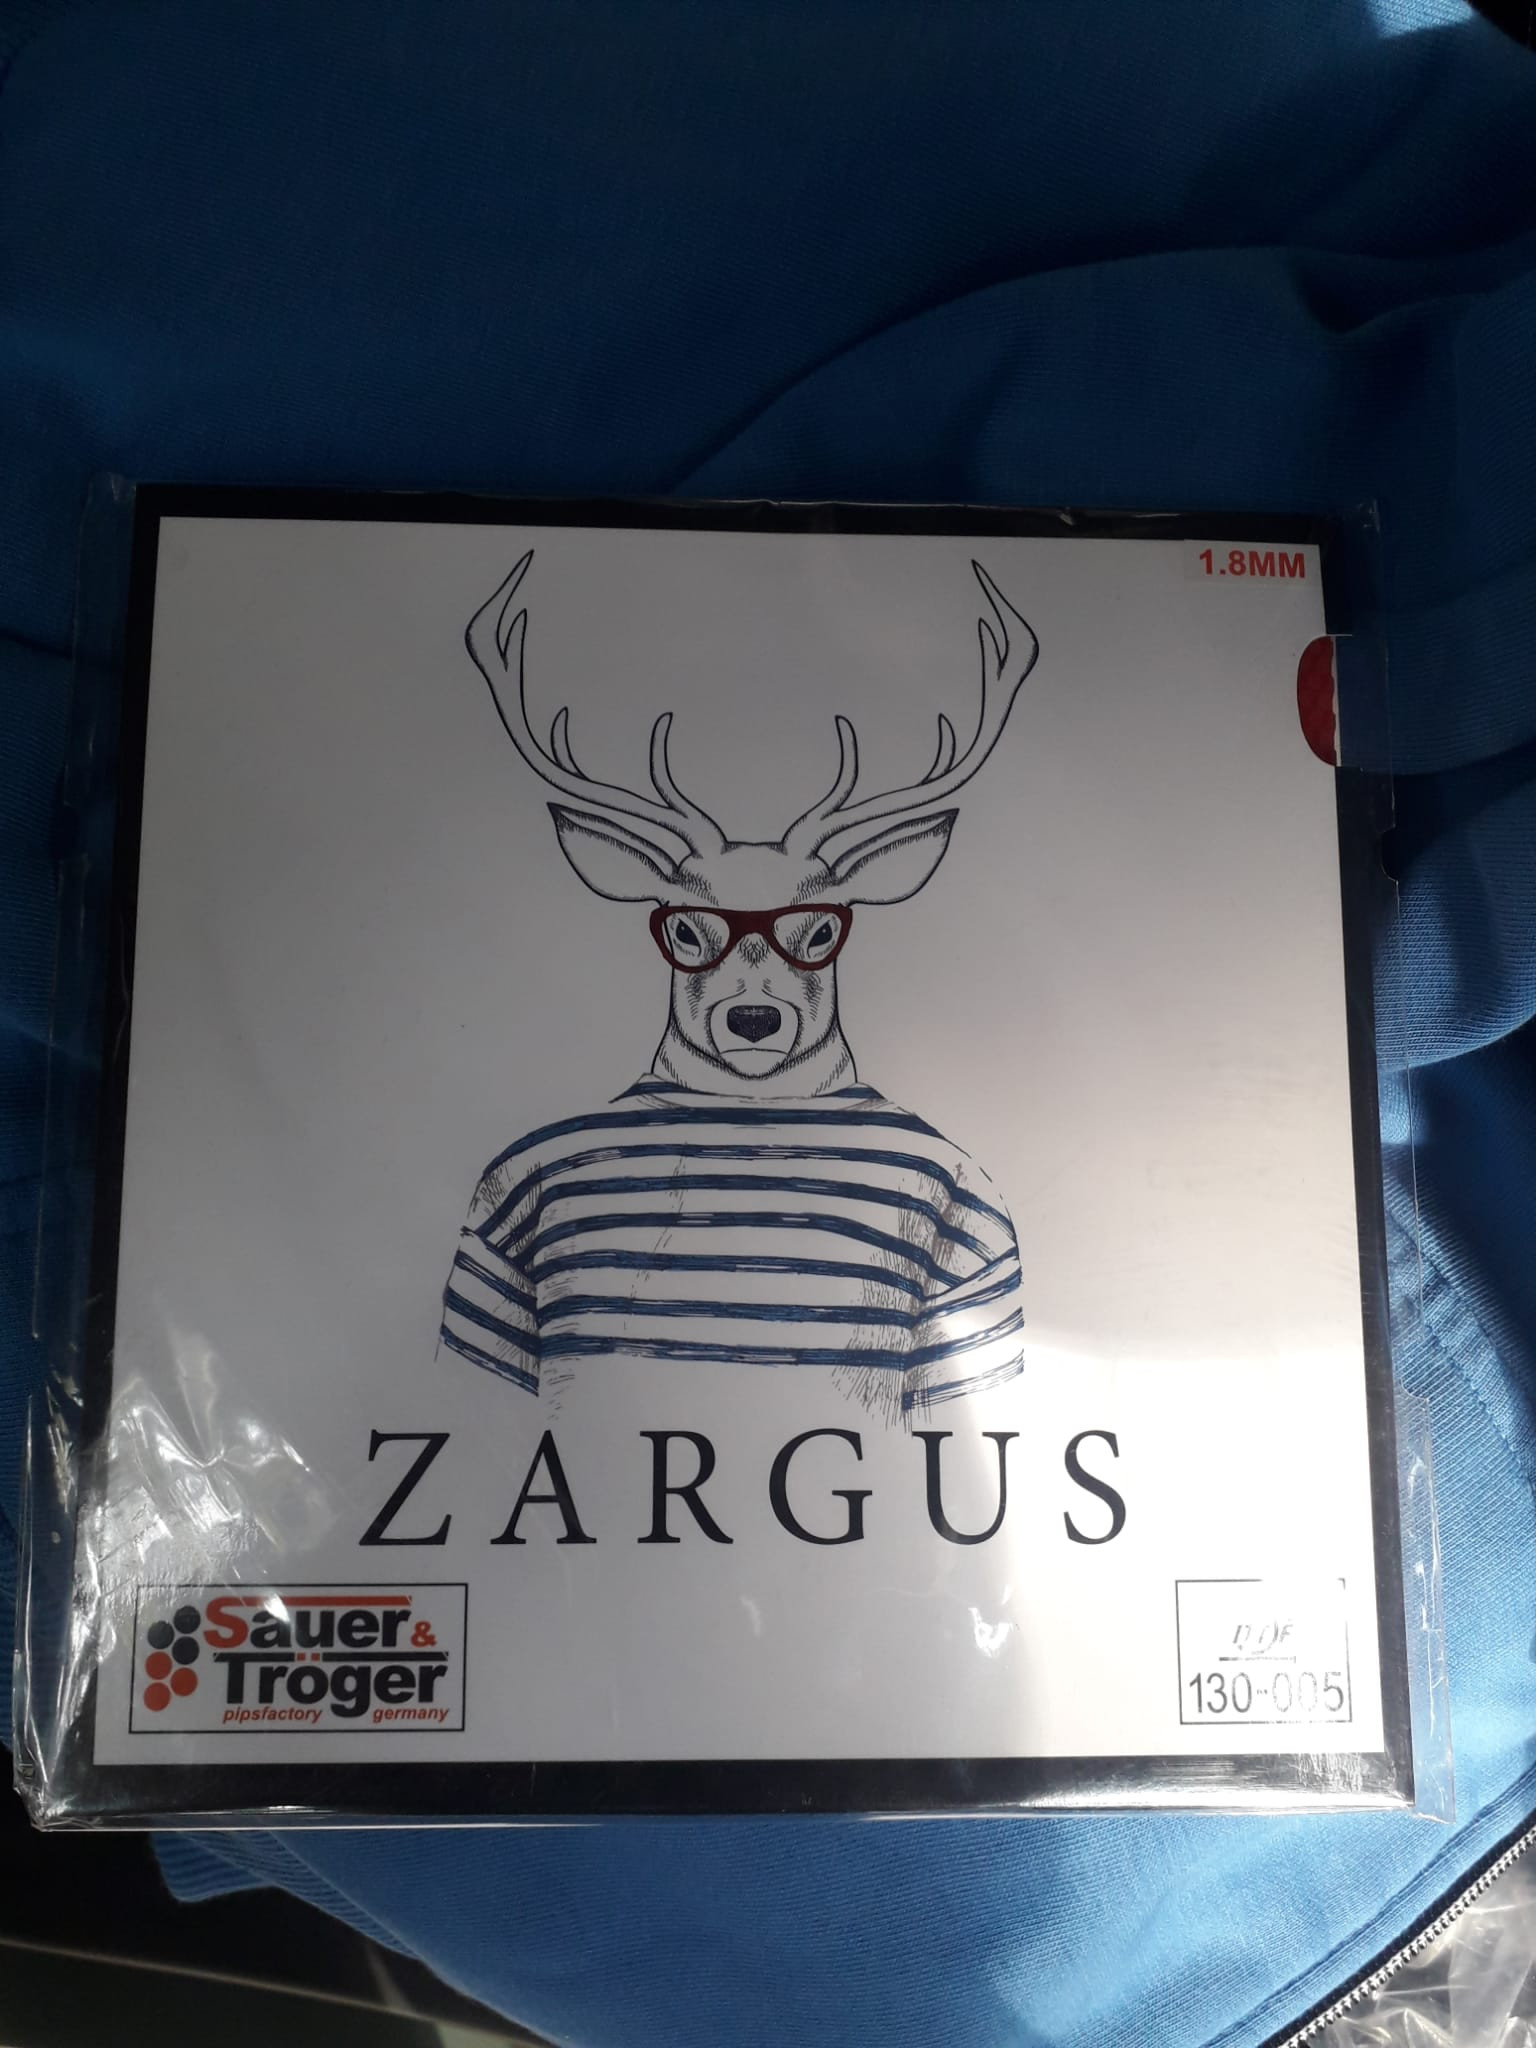 1.8MM
ZARGUS
Sauer &
Tröger
pipsfactory germany
130-005